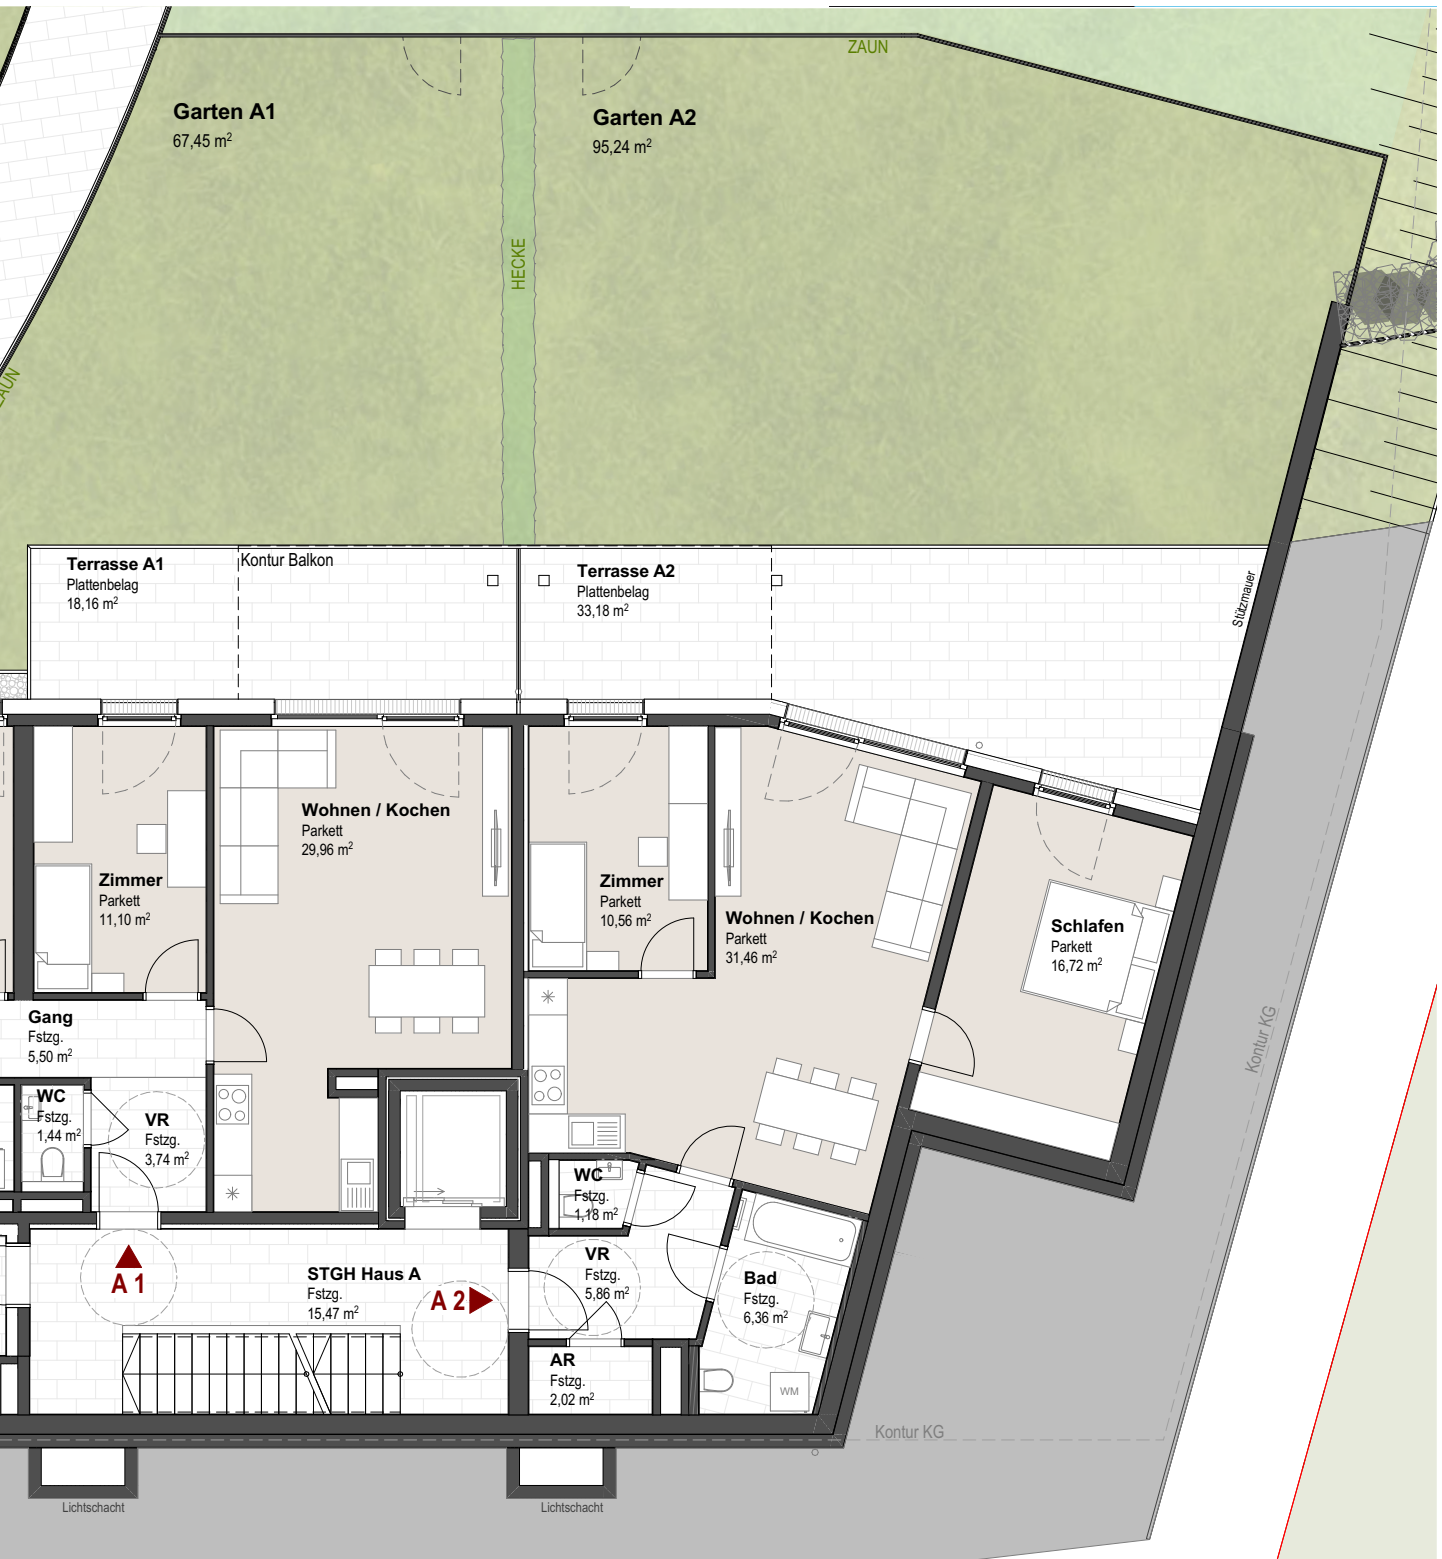 ZAUN
Garten A1
67,45 m²
Garten A2
95,24 m²
HECKE
ZAUN
Terrasse A1
Plattenbelag
18,16 m²
Kontur Balkon
Terrasse A2
Plattenbelag
33,18 m²
Stützmauer
Wohnen / Kochen
Parkett
29,96 m²
Zimmer
Parkett
11,10 m²
Zimmer
Parkett
10,56 m²
Wohnen / Kochen
Parkett
31,46 m²
Schlafen
Parkett
16,72 m²
Gang
Fstzg.
5,50 m²
Kontur KG
WC
Fstzg.
1,44 m²
VR
Fstzg.
3,74 m²
WC
Fstzg.
1,18 m²
VR
Fstzg.
5,86 m²
Bad
Fstzg.
6,36 m²
A 1
STGH Haus A
Fstzg.
15,47 m²
A 2
AR
Fstzg.
2,02 m²
WM
Kontur KG
Lichtschacht
Lichtschacht